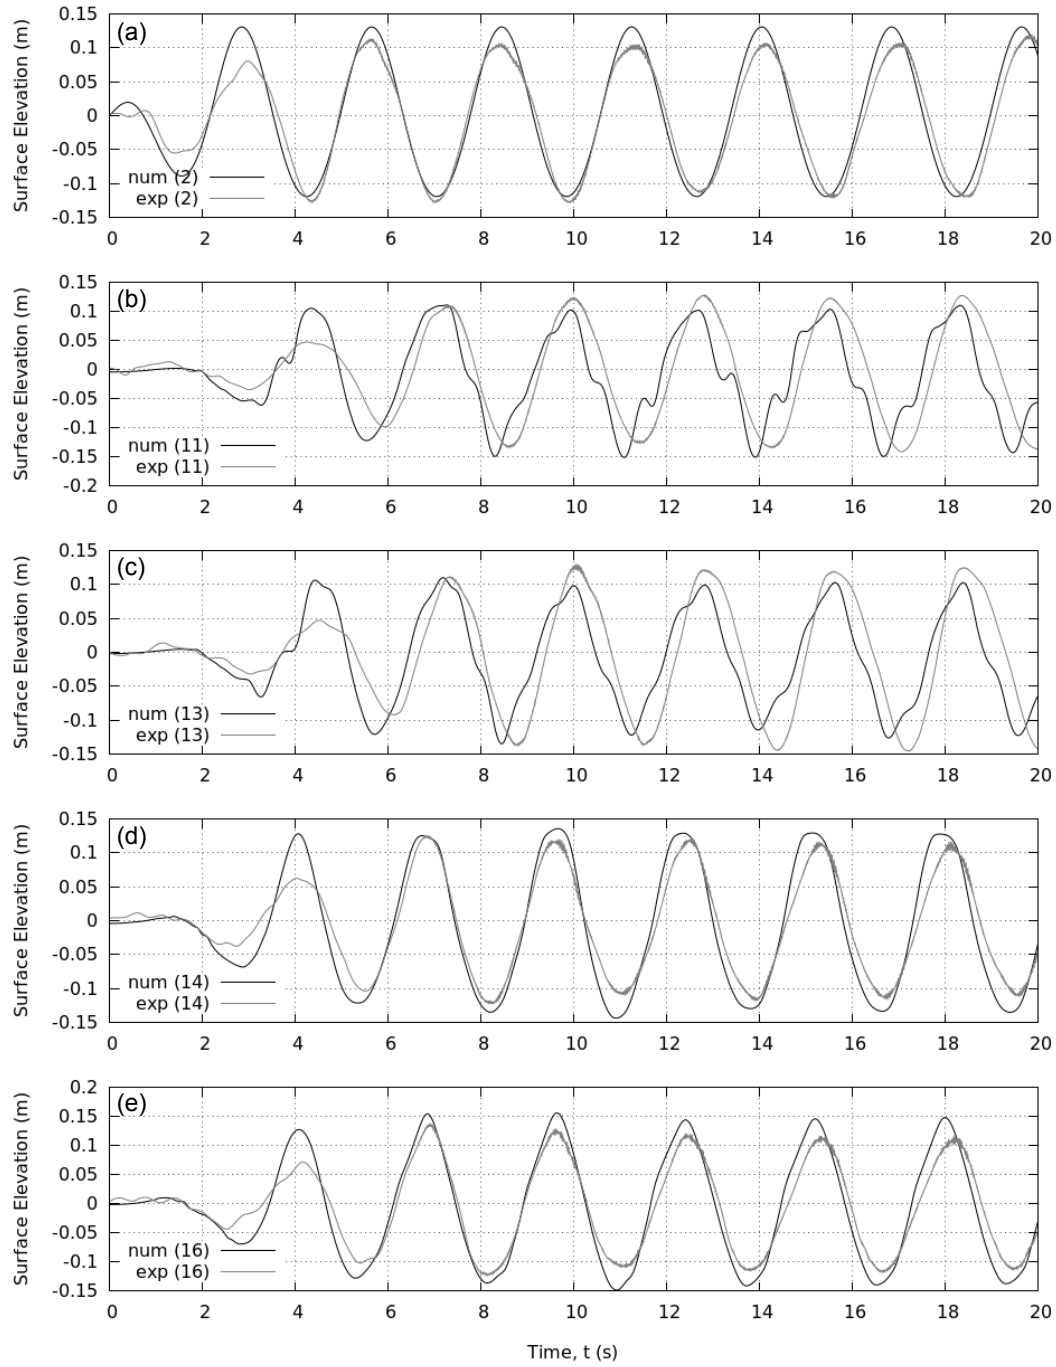 (a)
Surface Elevation (m)
0.15
0.1
0.05
0
-0.05
-0.1
-0.15
num (2)
exp (2)
0 2 4 6 8 10 12 14 16 18 20
(b)
Surface Elevation (m)
0.15
0.1
0.05
0
-0.05
-0.1
-0.15
-0.2
num (11)
exp (11)
0 2 4 6 8 10 12 14 16 18 20
(c)
Surface Elevation (m)
0.15
0.1
0.05
0
-0.05
-0.1
-0.15
num (13)
exp (13)
0 2 4 6 8 10 12 14 16 18 20
(d)
Surface Elevation (m)
0.15
0.1
0.05
0
-0.05
-0.1
-0.15
num (14)
exp (14)
0 2 4 6 8 10 12 14 16 18 20
(e)
Surface Elevation (m)
0.2
0.15
0.1
0.05
0
-0.05
-0.1
-0.15
num (16)
exp (16)
0 2 4 6 8 10 12 14 16 18 20
Time, t (s)